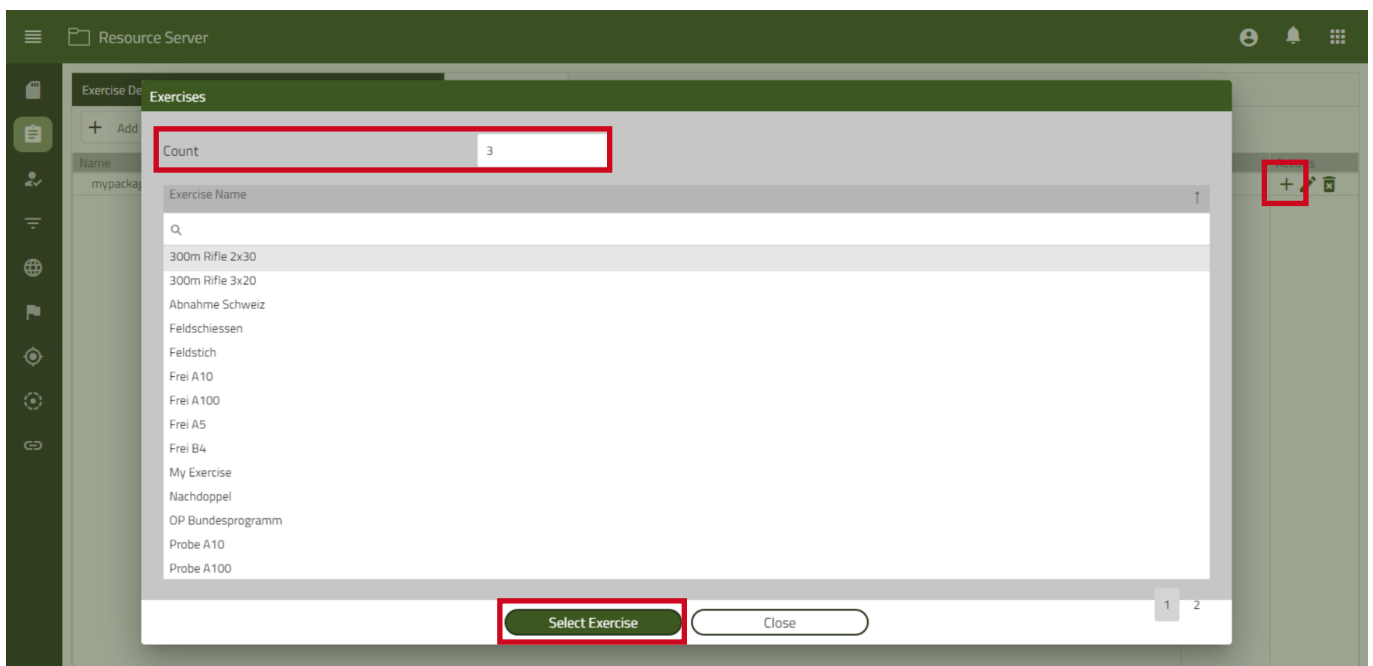 Resource Server
Exercise De
Exercises
Add
Count 3
Name
Actions
mypackag
Exercise Name
300m Rifle 2x30
300m Rifle 3x20
Abnahme Schweiz
Feldschiessen
Feldstich
Frei A10
Frei A100
Frei A5
Frei B4
My Exercise
Nachdoppel
OP Bundesprogramm
Probe A10
Probe A100
1 2
Select Exercise Close